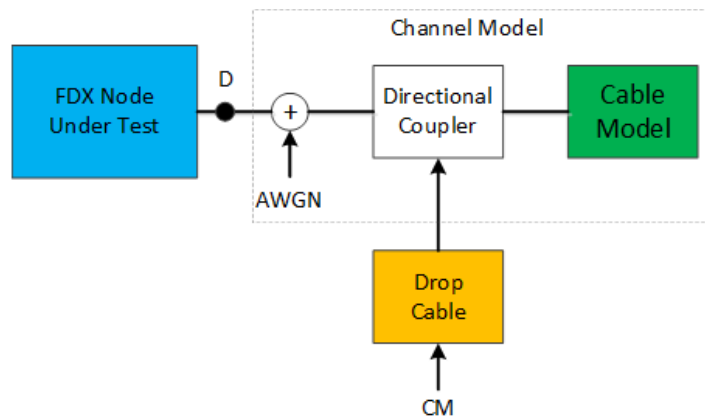 Channel Model
D
FDX Node
Under Test
+
Directional
Coupler
Cable
Model
AWGN
Drop
Cable
CM